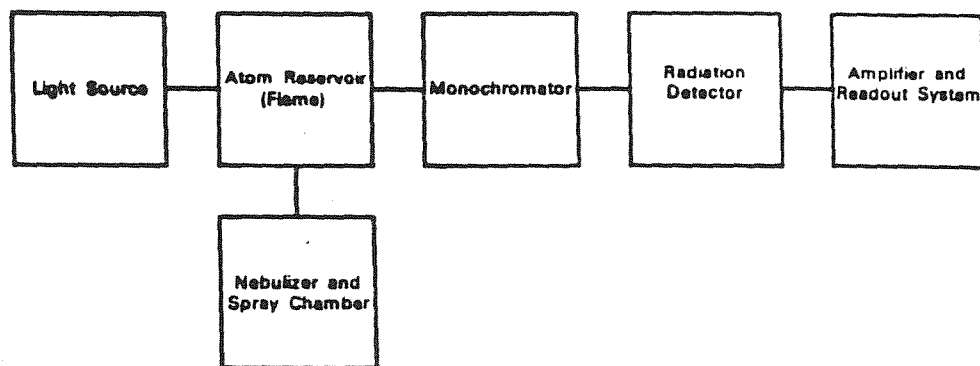 Light Source
Atom Reservoir
(Flame)
Monochromator
Radiation
Detector
Amplifier and
Readout System
Nebulizer and
Spray Chamber